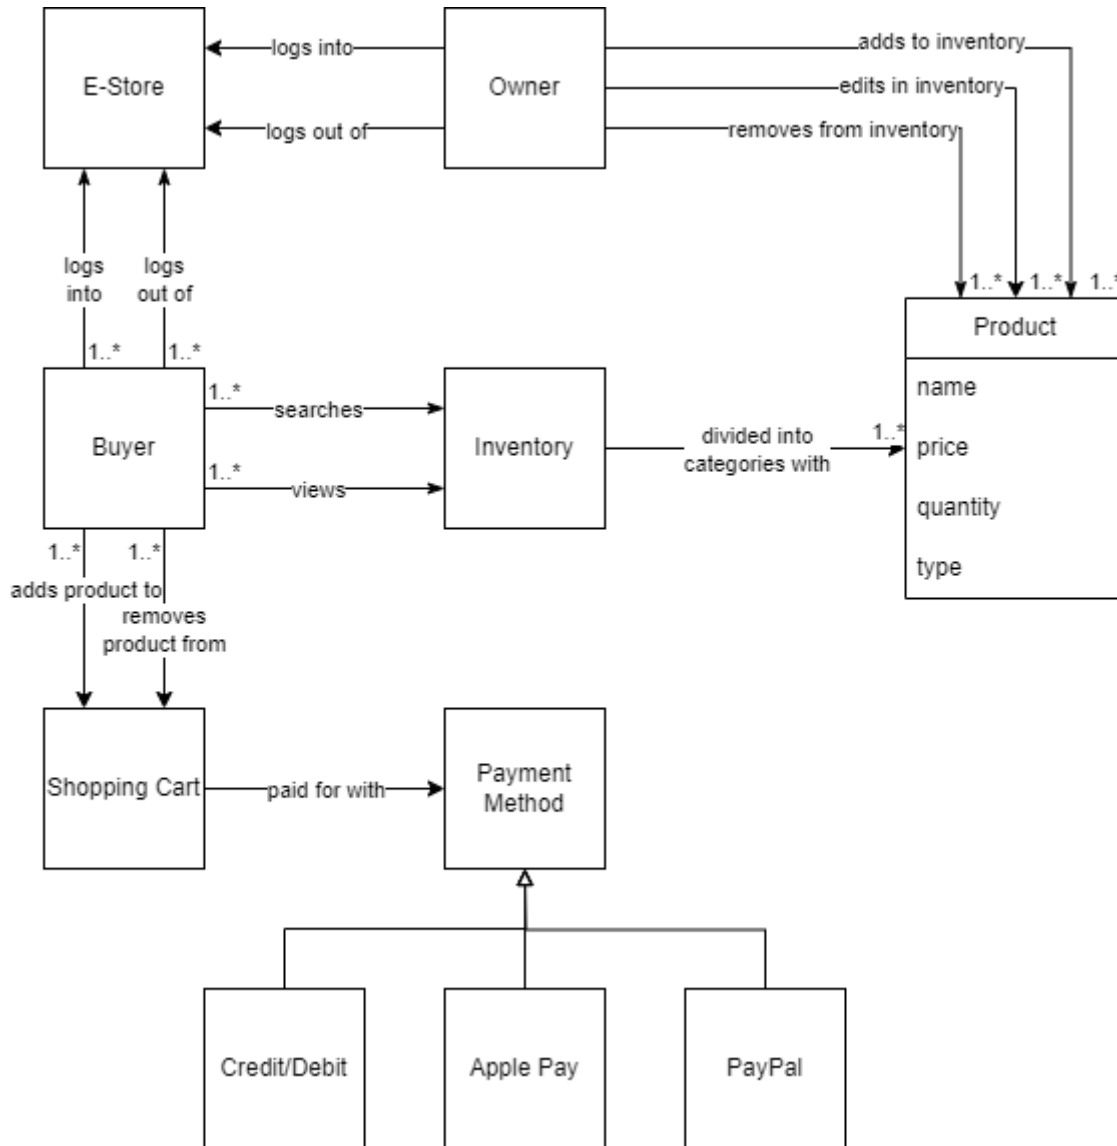 E-Store
logs into
Owner
adds to inventory
edits in inventory
logs out of
removes from inventory
logs
into
logs
out of
1..*
1..*
1..*
Product
name
price
quantity
type
1..*
1..*
1..*
searches
Buyer
1..*
views
Inventory
divided into
categories with
1..*
1..*
1..*
adds product to
removes
product from
Shopping Cart
paid for with
Payment
Method
Credit/Debit
Apple Pay
PayPal